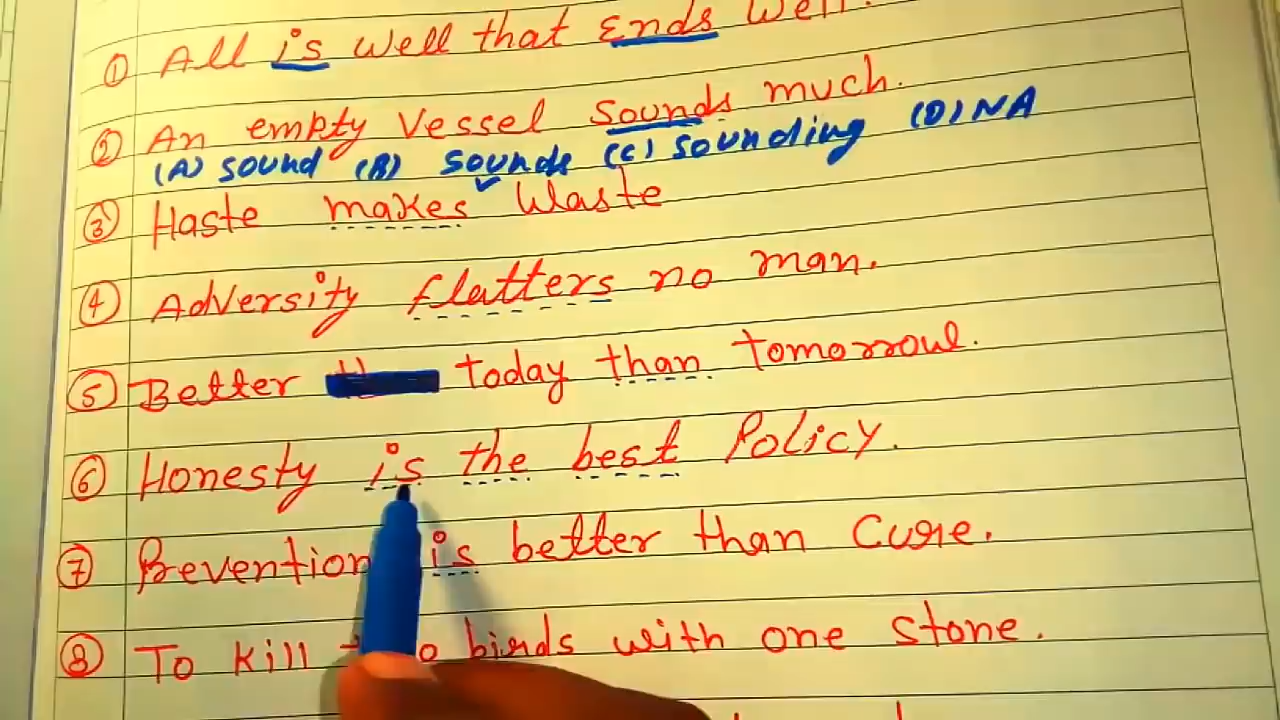 ① All is well that Ends well.
② An empty vessel sounds much.
(A) sound (B) sounds (C) sounding (D) NA
③ Haste makes waste
④ Adversity flatters no man.
⑤ Better today than tomorrow.
⑥ Honesty is the best Policy.
⑦ Prevention is better than Cure.
⑧ To kill birds with one stone.